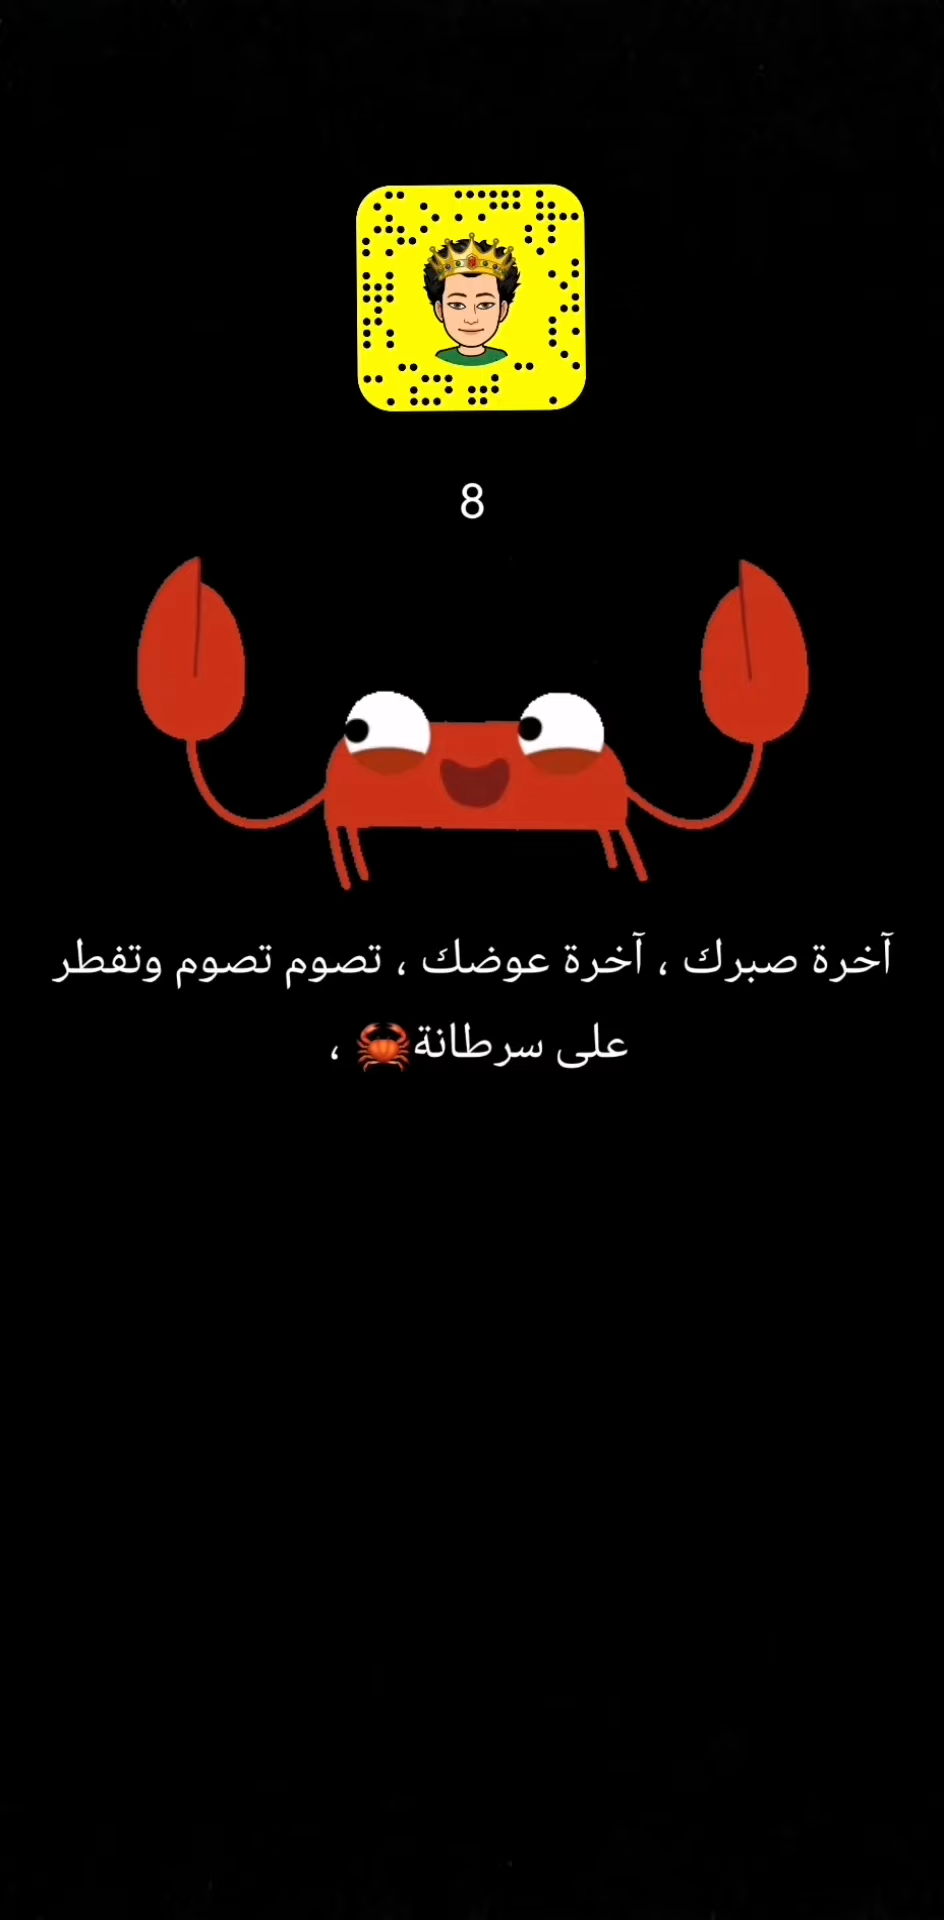 8
آخرة صبرك ، آخرة عوضك ، تصوم تصوم وتفطر
على سرطانة🦀 ،